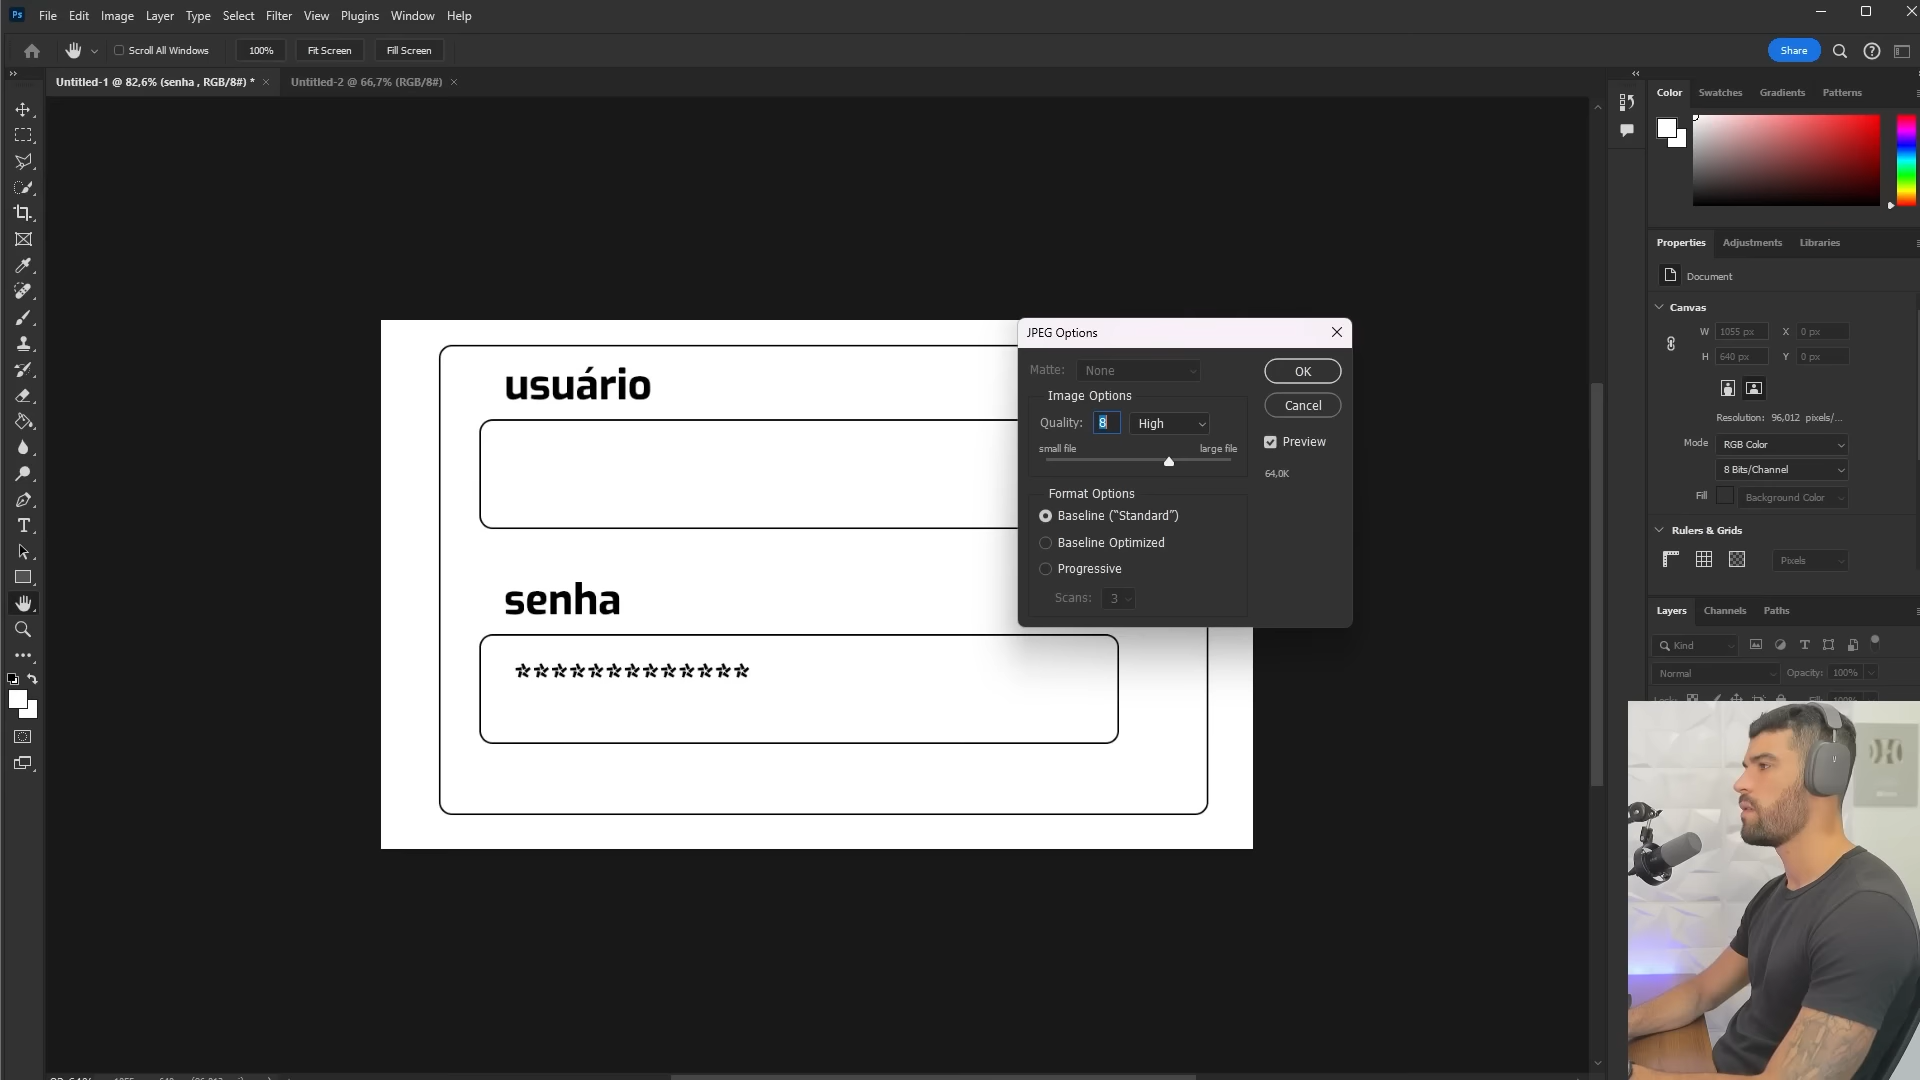 Ps File Edit Image Layer Type Select Filter View Plugins Window Help
Scroll All Windows 100% Fit Screen Fill Screen Share
Untitled-1 @ 82,6% (senha , RGB/8#) * Untitled-2 @ 66,7% (RGB/8#)
Color Swatches Gradients Patterns
Properties Adjustments Libraries
Document
Canvas
W 1055 px X 0 px
H 640 px Y 0 px
Resolution: 96,012 pixels/...
Mode RGB Color
8 Bits/Channel
Fill Background Color
Rulers & Grids
Pixels
Layers Channels Paths
Kind
Normal Opacity: 100%
usuário
senha
*************
JPEG Options
Matte: None OK
Image Options Cancel
Quality: 8 High
Preview
small file large file
64,0K
Format Options
Baseline (“Standard”)
Baseline Optimized
Progressive
Scans: 3